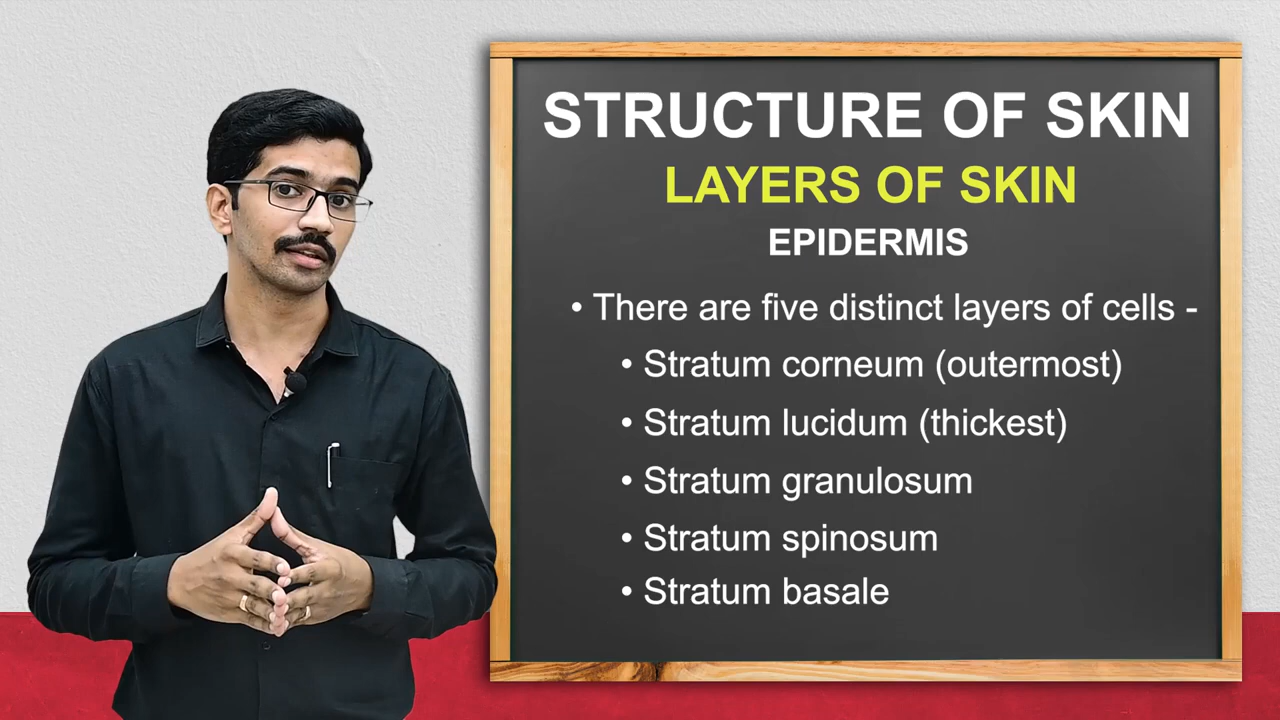 STRUCTURE OF SKIN
LAYERS OF SKIN
EPIDERMIS
• There are five distinct layers of cells -
• Stratum corneum (outermost)
• Stratum lucidum (thickest)
• Stratum granulosum
• Stratum spinosum
• Stratum basale